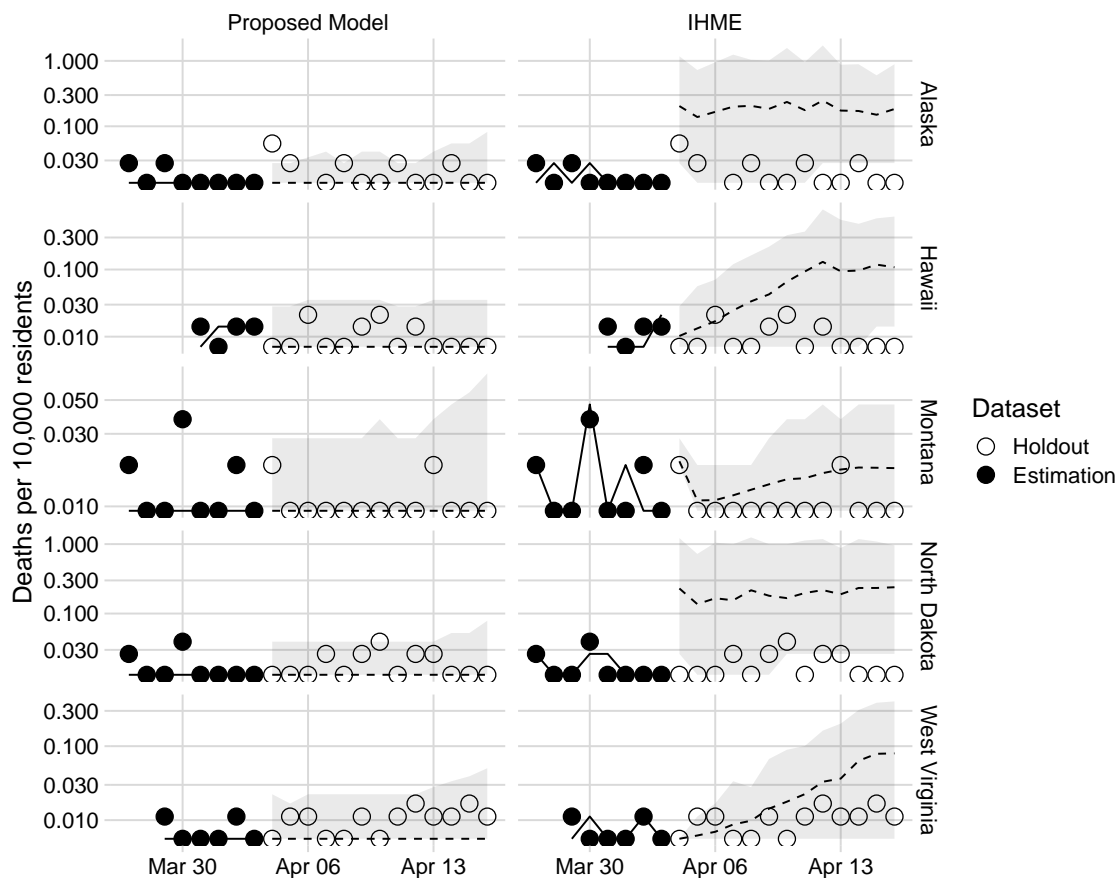 Proposed Model
IHME
Deaths per 10,000 residents
1.000
0.300
0.100
0.030
Alaska
0.300
0.100
0.030
0.010
Hawaii
0.050
0.030
0.010
Montana
1.000
0.300
0.100
0.030
North Dakota
0.300
0.100
0.030
0.010
West Virginia
Mar 30
Apr 06
Apr 13
Mar 30
Apr 06
Apr 13
Dataset
Holdout
Estimation